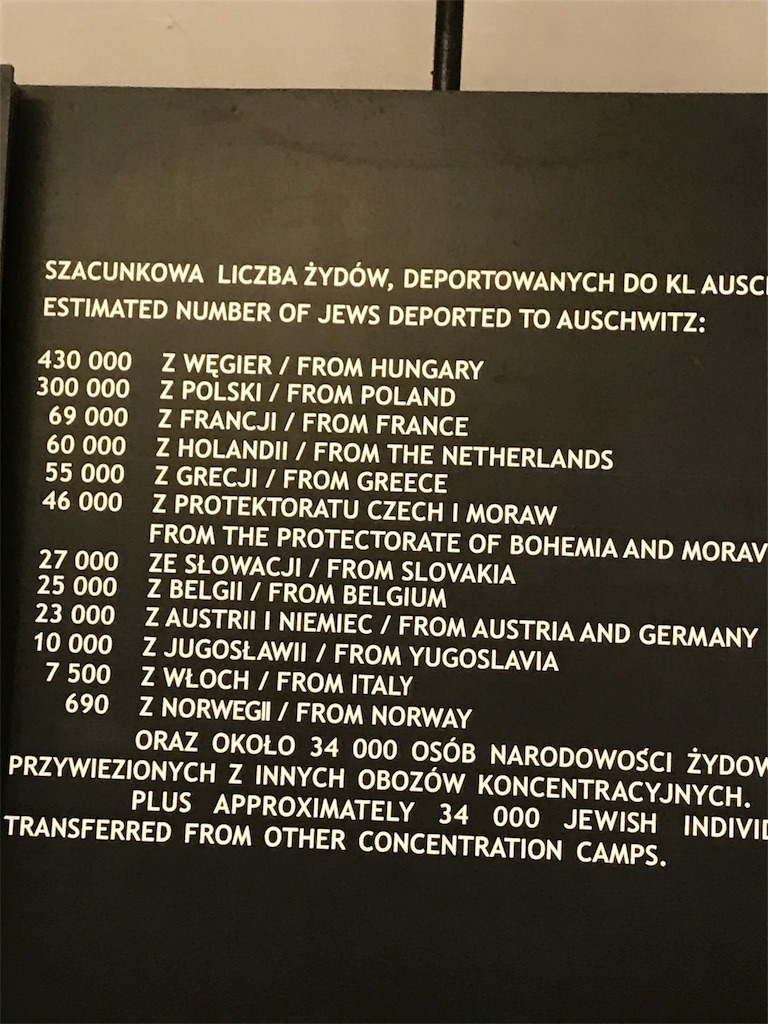 SZACUNKOWA LICZBA ŻYDÓW, DEPORTOWANYCH DO KL
ESTIMATED NUMBER OF JEWS DEPORTED TO AUSCHWITZ:
430 000 Z WĘGIER / FROM HUNGARY
300 000 Z POLSKI / FROM POLAND
69 000 Z FRANCJI / FROM FRANCE
60 000 Z HOLANDII / FROM THE NETHERLANDS
55 000 Z GRECJI / FROM GREECE
46 000 Z PROTEKTORATU CZECH I MORAW
FROM THE PROTECTORATE OF BOHEMIA AND
27 000 ZE SŁOWACJI / FROM SLOVAKIA
25 000 Z BELGII / FROM BELGIUM
23 000 Z AUSTRII I NIEMIEC / FROM AUSTRIA AND GERMANY
10 000 Z JUGOSŁAWII / FROM YUGOSLAVIA
7 500 Z WŁOCH / FROM ITALY
690 Z NORWEGII / FROM NORWAY
ORAZ OKOŁO 34 000 OSÓB NARODOWOŚCI
PRZYWIEZIONYCH Z INNYCH OBOZÓW KONCENTRACYJNYCH.
PLUS APPROXIMATELY 34 000 JEWISH
TRANSFERRED FROM OTHER CONCENTRATION CAMPS.